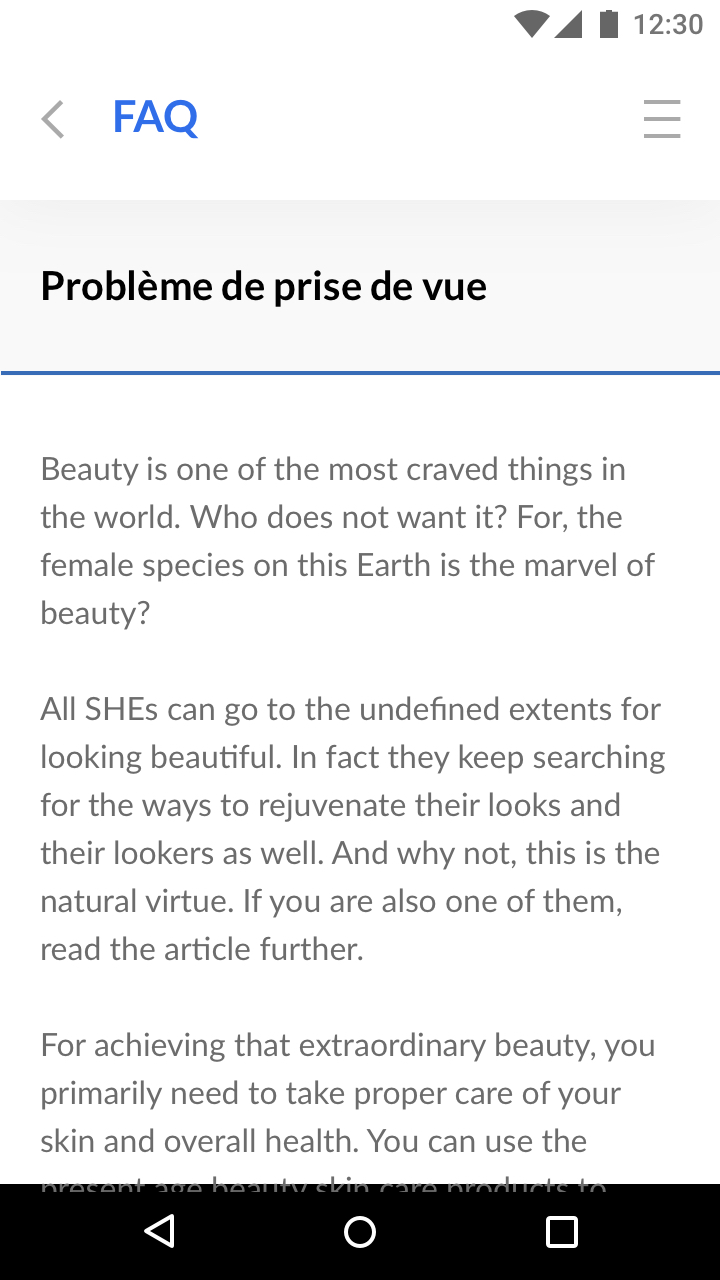 12:30
FAQ
Problème de prise de vue
Beauty is one of the most craved things in
the world. Who does not want it? For, the
female species on this Earth is the marvel of
beauty?
All SHEs can go to the undefined extents for
looking beautiful. In fact they keep searching
for the ways to rejuvenate their looks and
their lookers as well. And why not, this is the
natural virtue. If you are also one of them,
read the article further.
For achieving that extraordinary beauty, you
primarily need to take proper care of your
skin and overall health. You can use the
present age beauty skin care products to